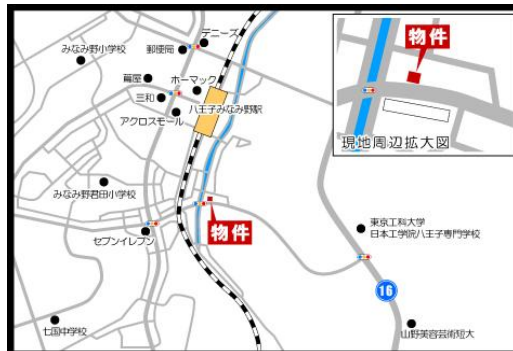 デニーズ
みなみ野小学校
郵便局
蔦屋
ホーマック
三和
八王子みなみ野駅
アクロスモール
みなみ野君田小学校
セブンイレブン
物件
七国中学校
東京工科大学
日本工学院八王子専門学校
16
山野美容芸術短大
物件
現地周辺拡大図